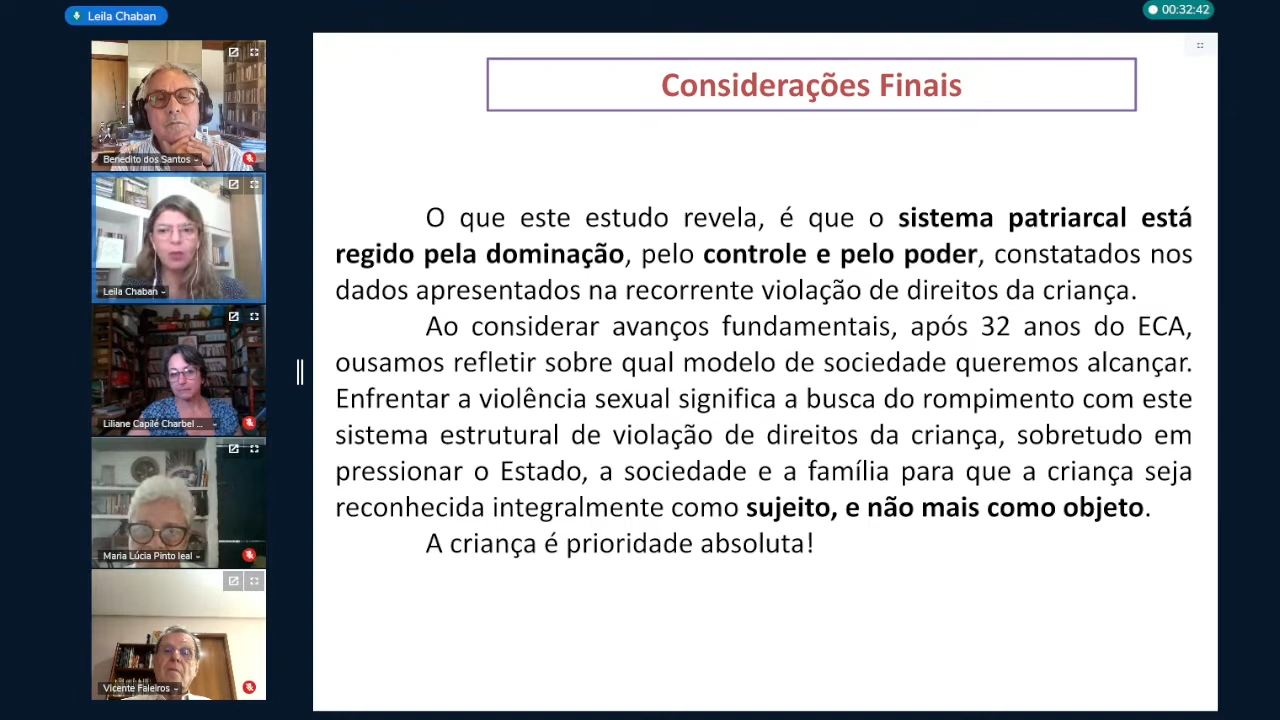 Leila Chaban
00:32:42
Benedito dos Santos
Leila Chaban
Liliane Capilé Charbel ...
Maria Lúcia Pinto leal
Vicente Faleiros
Considerações Finais
O que este estudo revela, é que o sistema patriarcal está
regido pela dominação, pelo controle e pelo poder, constatados nos
dados apresentados na recorrente violação de direitos da criança.
Ao considerar avanços fundamentais, após 32 anos do ECA,
ousamos refletir sobre qual modelo de sociedade queremos alcançar.
Enfrentar a violência sexual significa a busca do rompimento com este
sistema estrutural de violação de direitos da criança, sobretudo em
pressionar o Estado, a sociedade e a família para que a criança seja
reconhecida integralmente como sujeito, e não mais como objeto.
A criança é prioridade absoluta!